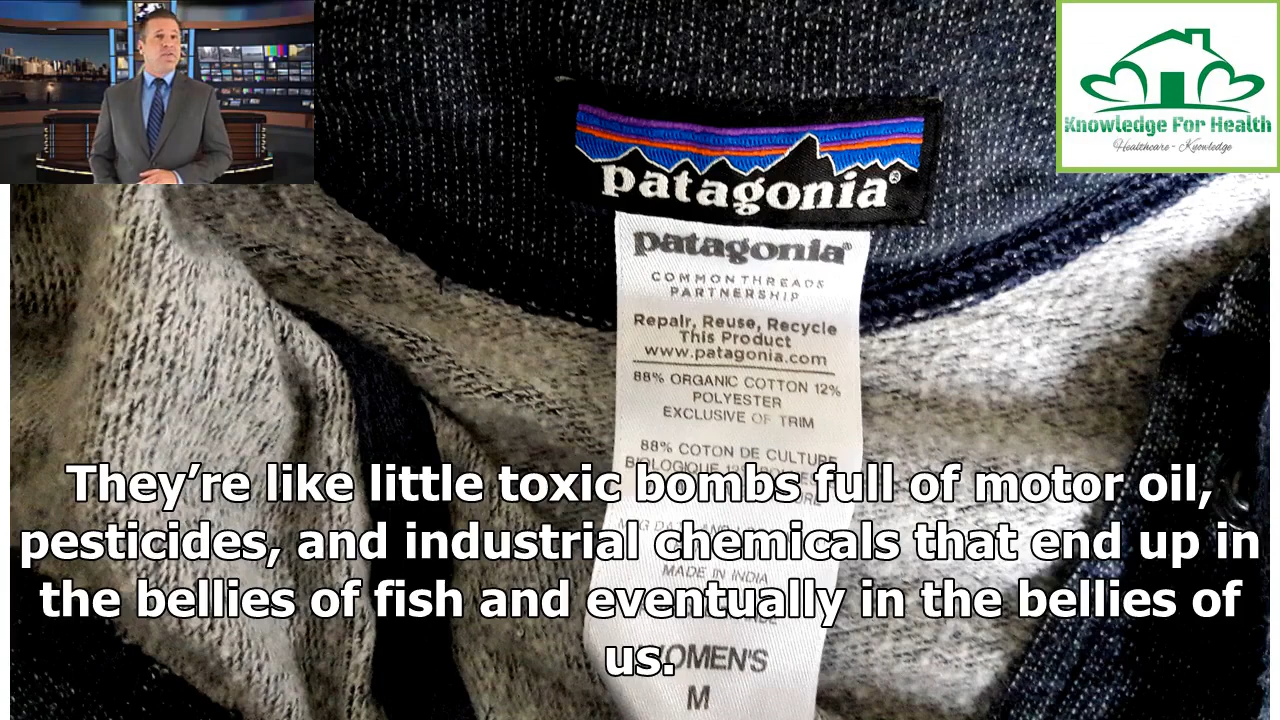 patagonia®
Knowledge For Health
Healthcare - Knowledge
patagonia®
COMMON THREADS
PARTNERSHIP
Repair, Reuse, Recycle
This Product
www.patagonia.com
88% ORGANIC COTTON 12%
POLYESTER
EXCLUSIVE OF TRIM
88% COTON DE CULTURE
BIOLOGIQUE
They’re like little toxic bombs full of motor oil,
pesticides, and industrial chemicals that end up in
MADE IN INDIA
the bellies of fish and eventually in the bellies of
us.
M